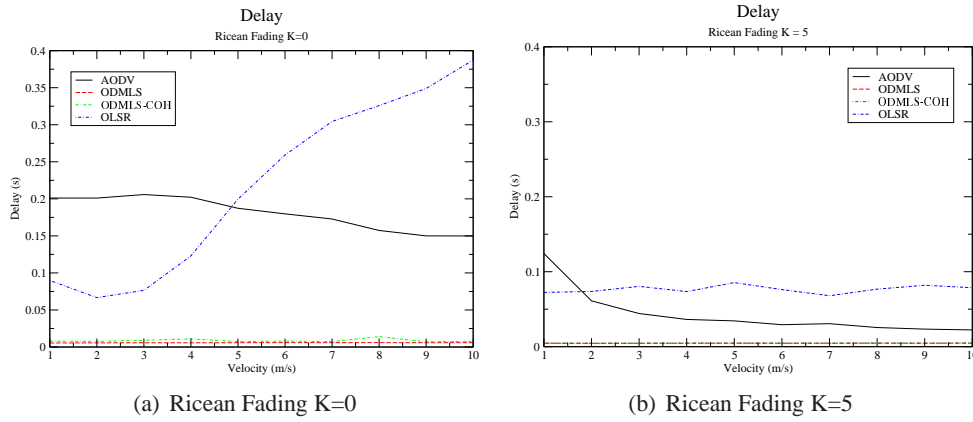 Delay
Ricean Fading K=0
0.4
0.35
0.3
0.25
0.2
0.15
0.1
0.05
0
Delay (s)
AODV
ODMLS
ODMLS-COH
OLSR
1 2 3 4 5 6 7 8 9 10
Velocity (m/s)
(a) Ricean Fading K=0
Delay
Ricean Fading K = 5
0.4
0.3
0.2
0.1
0
Delay (s)
AODV
ODMLS
ODMLS-COH
OLSR
1 2 3 4 5 6 7 8 9 10
Velocity (m/s)
(b) Ricean Fading K=5